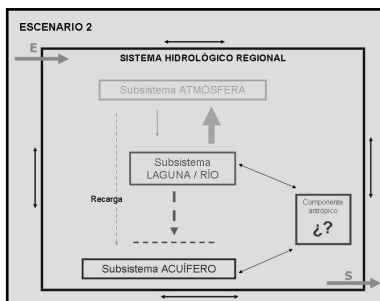 ESCENARIO 2
E
SISTEMA HIDROLÓGICO REGIONAL
Subsistema ATMÓSFERA
Subsistema
LAGUNA / RÍO
Recarga
Componente
antrópico
¿?
Subsistema ACUÍFERO
S